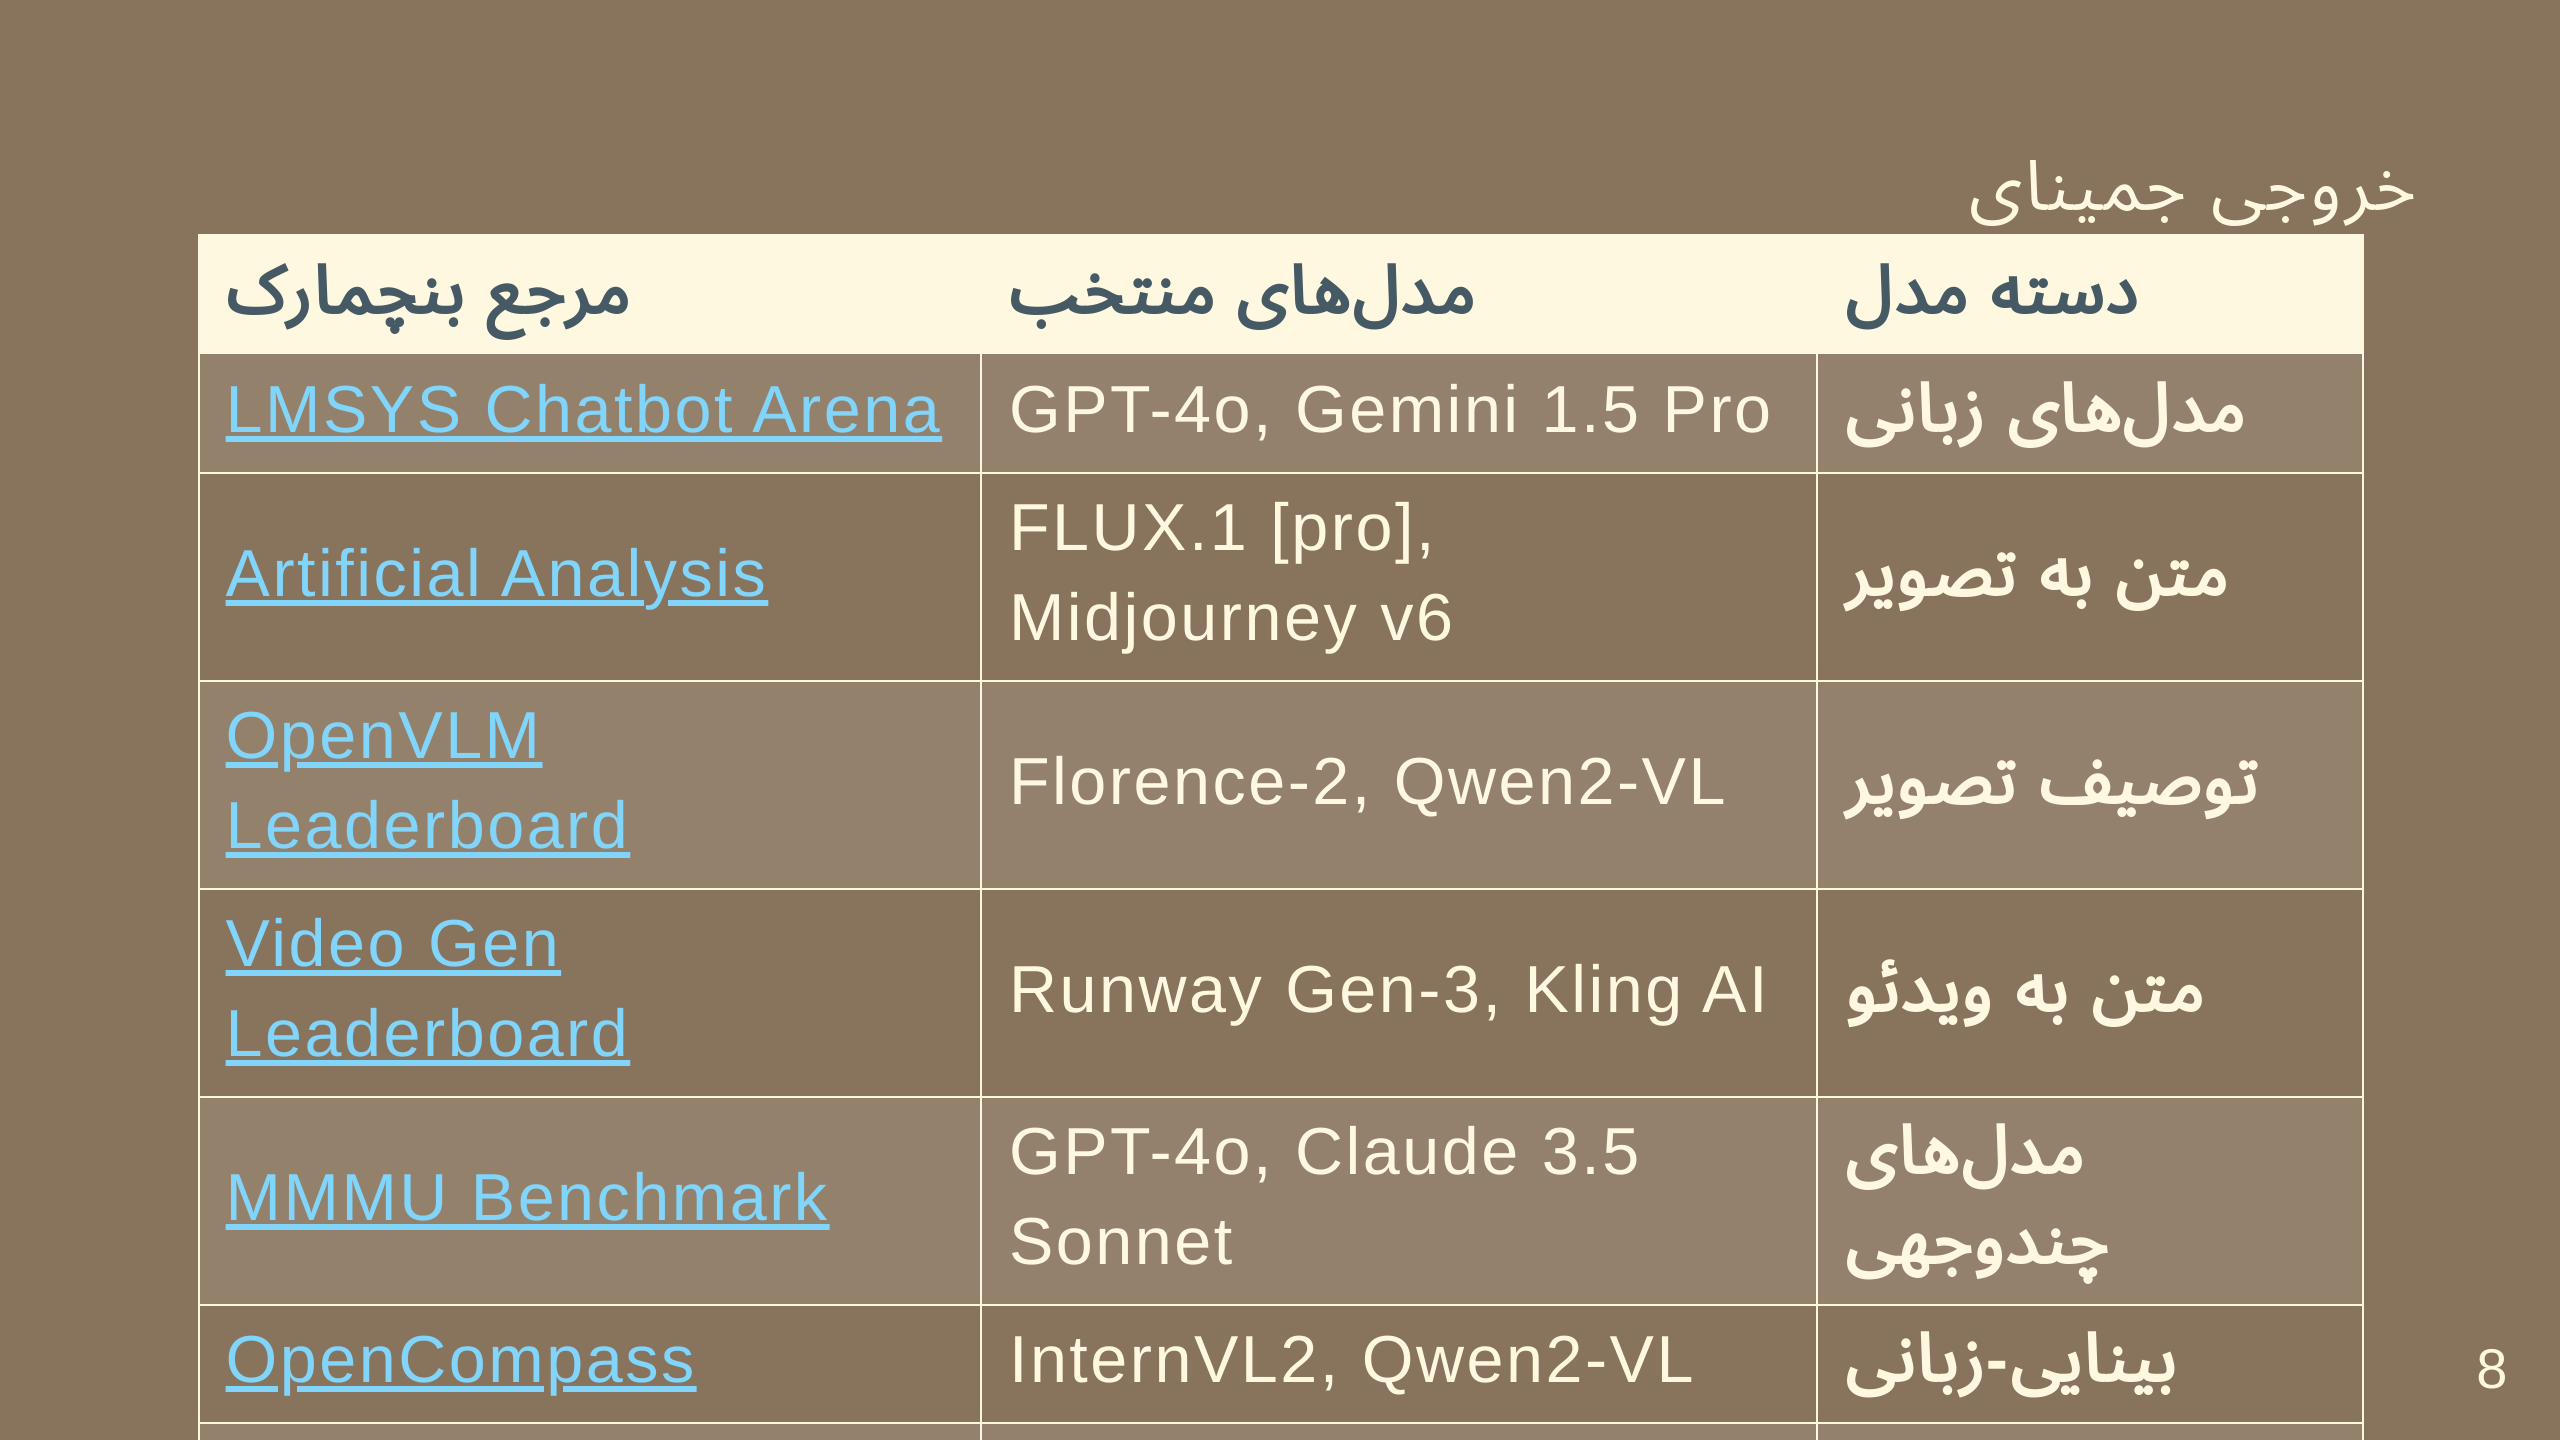 خروجی جمینای
دسته مدل
مدل‌های منتخب
مرجع بنچمارک
مدل‌های زبانی
GPT-4o, Gemini 1.5 Pro
LMSYS Chatbot Arena
متن به تصویر
FLUX.1 [pro],
Midjourney v6
Artificial Analysis
توصیف تصویر
Florence-2, Qwen2-VL
OpenVLM
Leaderboard
متن به ویدئو
Runway Gen-3, Kling AI
Video Gen
Leaderboard
مدل‌های
چندوجهی
GPT-4o, Claude 3.5
Sonnet
MMMU Benchmark
بینایی-زبانی
InternVL2, Qwen2-VL
OpenCompass
8